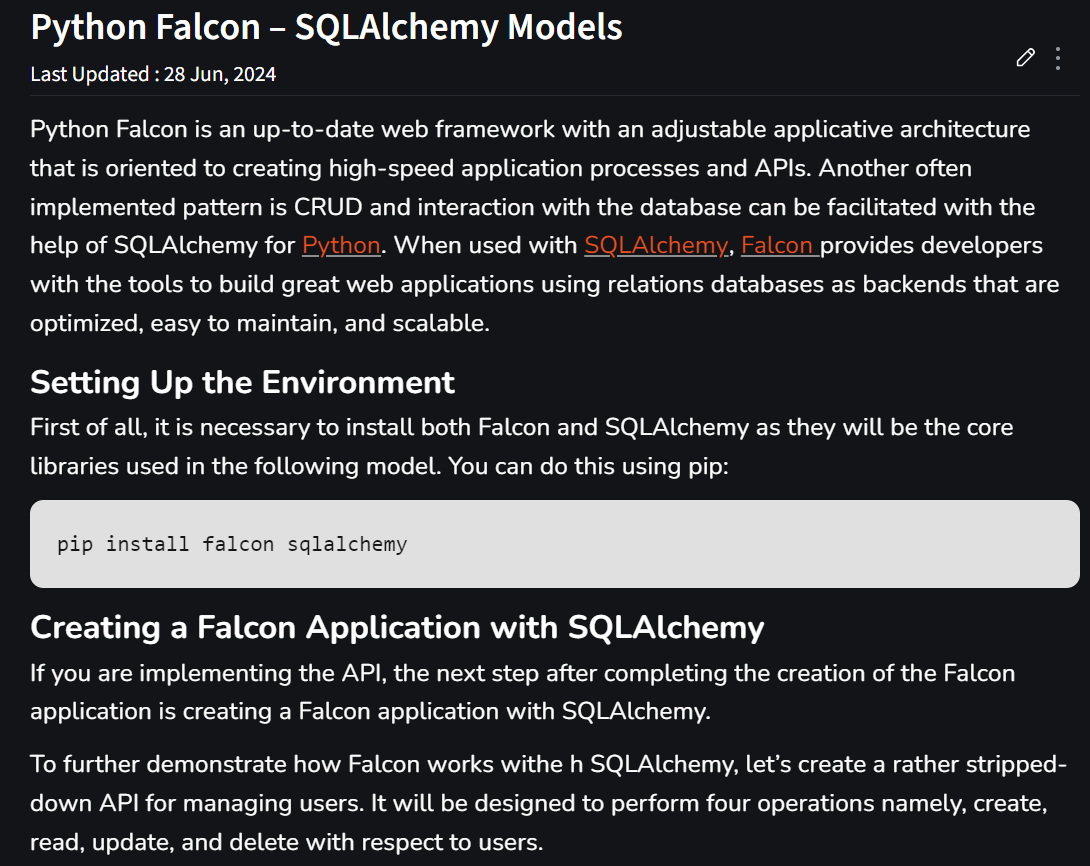 Python Falcon – SQLAlchemy Models
Last Updated : 28 Jun, 2024
Python Falcon is an up-to-date web framework with an adjustable applicative architecture
that is oriented to creating high-speed application processes and APIs. Another often
implemented pattern is CRUD and interaction with the database can be facilitated with the
help of SQLAlchemy for Python. When used with SQLAlchemy, Falcon provides developers
with the tools to build great web applications using relations databases as backends that are
optimized, easy to maintain, and scalable.
Setting Up the Environment
First of all, it is necessary to install both Falcon and SQLAlchemy as they will be the core
libraries used in the following model. You can do this using pip:
pip install falcon sqlalchemy
Creating a Falcon Application with SQLAlchemy
If you are implementing the API, the next step after completing the creation of the Falcon
application is creating a Falcon application with SQLAlchemy.
To further demonstrate how Falcon works withe h SQLAlchemy, let’s create a rather stripped-
down API for managing users. It will be designed to perform four operations namely, create,
read, update, and delete with respect to users.